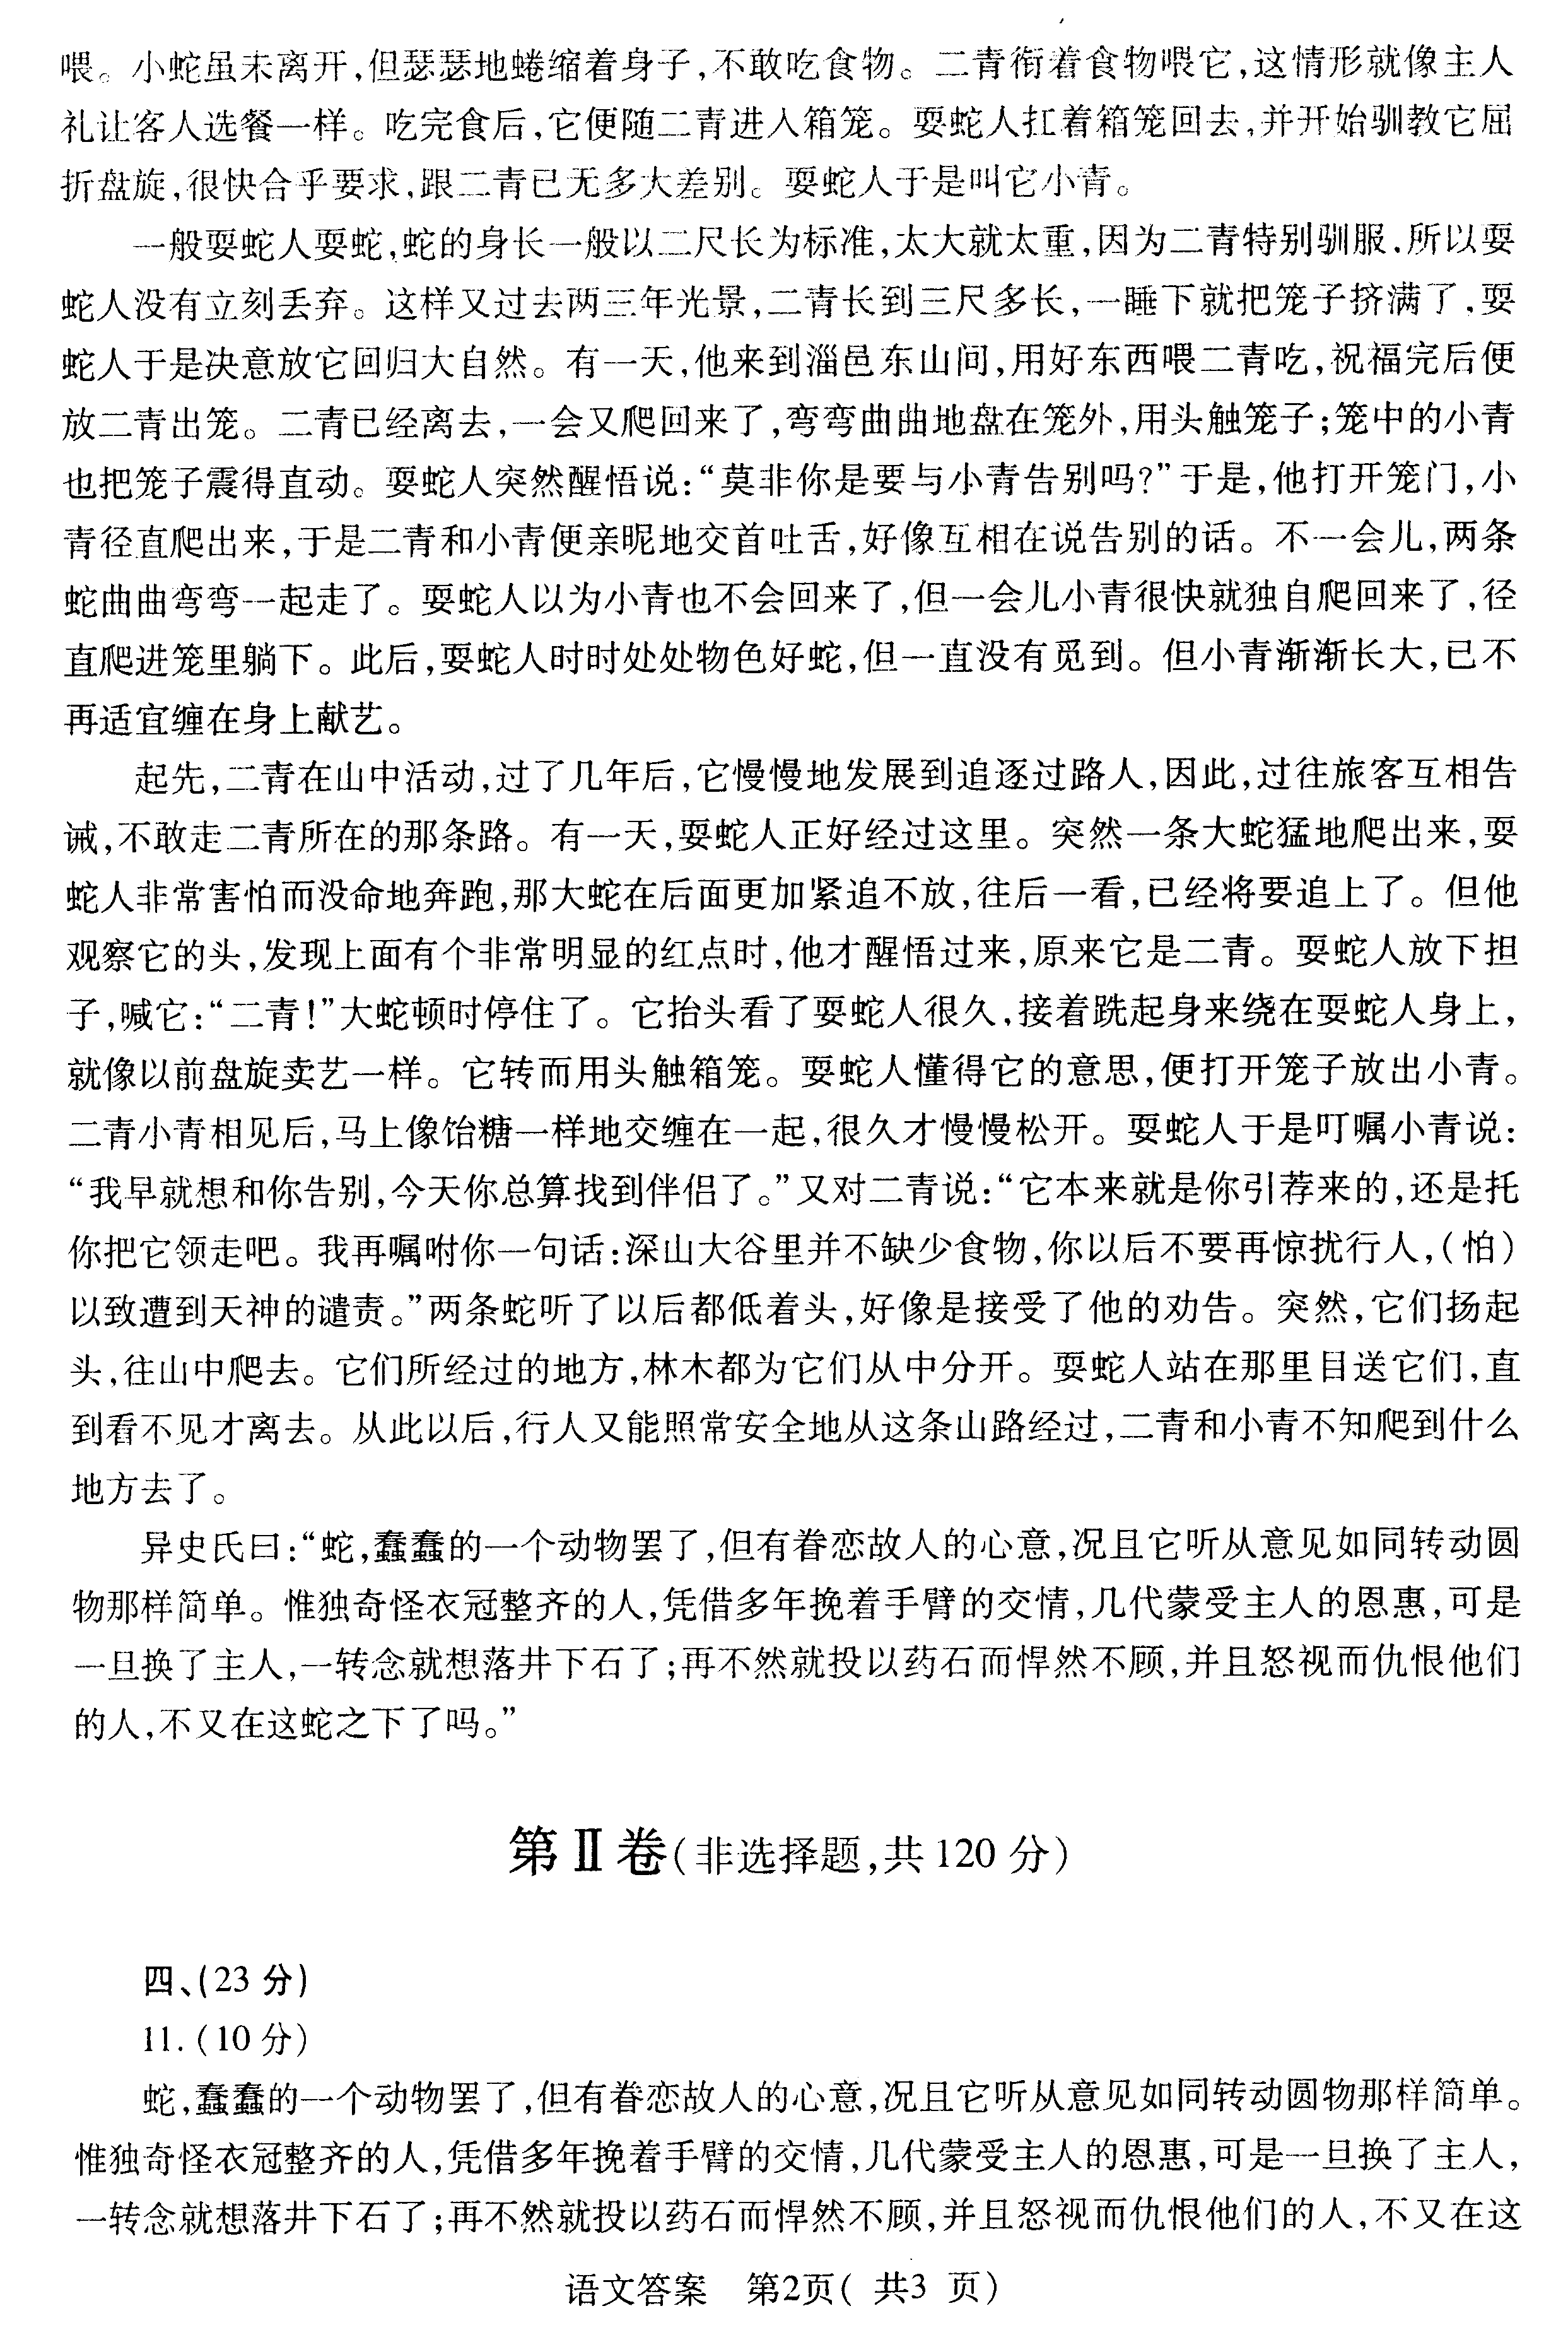 喂。小蛇虽未离开,但瑟瑟地蜷缩着身子,不敢吃食物。二青衔着食物喂它,这情形就像主人
礼让客人选餐一样。吃完食后,它便随二青进入箱笼。耍蛇人扛着箱笼回去,并开始驯教它屈
折盘旋,很快合乎要求,跟二青已无多大差别。耍蛇人于是叫它小青。
一般耍蛇人耍蛇,蛇的身长一般以二尺长为标准,太大就太重,因为二青特别驯服,所以耍
蛇人没有立刻丢弃。这样又过去两三年光景,二青长到三尺多长,一睡下就把笼子挤满了,耍
蛇人于是决意放它回归大自然。有一天,他来到淄邑东山间,用好东西喂二青吃,祝福完后便
放二青出笼。二青已经离去,一会又爬回来了,弯弯曲曲地盘在笼外,用头触笼子;笼中的小青
也把笼子震得直动。耍蛇人突然醒悟说:“莫非你是要与小青告别吗?”于是,他打开笼门,小
青径直爬出来,于是二青和小青便亲昵地交首吐舌,好像互相在说告别的话。不一会儿,两条
蛇曲曲弯弯一起走了。耍蛇人以为小青也不会回来了,但一会儿小青很快就独自爬回来了,径
直爬进笼里躺下。此后,耍蛇人时时处处物色好蛇,但一直没有觅到。但小青渐渐长大,已不
再适宜缠在身上献艺。
起先,二青在山中活动,过了几年后,它慢慢地发展到追逐过路人,因此,过往旅客互相告
诫,不敢走二青所在的那条路。有一天,耍蛇人正好经过这里。突然一条大蛇猛地爬出来,耍
蛇人非常害怕而没命地奔跑,那大蛇在后面更加紧追不放,往后一看,已经将要追上了。但他
观察它的头,发现上面有个非常明显的红点时,他才醒悟过来,原来它是二青。耍蛇人放下担
子,喊它:“二青!”大蛇顿时停住了。它抬头看了耍蛇人很久,接着跣起身来绕在耍蛇人身上,
就像以前盘旋卖艺一样。它转而用头触箱笼。耍蛇人懂得它的意思,便打开笼子放出小青。
二青小青相见后,马上像饴糖一样地交缠在一起,很久才慢慢松开。耍蛇人于是叮嘱小青说:
“我早就想和你告别,今天你总算找到伴侣了。”又对二青说:“它本来就是你引荐来的,还是托
你把它领走吧。我再嘱咐你一句话:深山大谷里并不缺少食物,你以后不要再惊扰行人,(怕)
以致遭到天神的谴责。”两条蛇听了以后都低着头,好像是接受了他的劝告。突然,它们扬起
头,往山中爬去。它们所经过的地方,林木都为它们从中分开。耍蛇人站在那里目送它们,直
到看不见才离去。从此以后,行人又能照常安全地从这条山路经过,二青和小青不知爬到什么
地方去了。
异史氏曰:“蛇,蠢蠢的一个动物罢了,但有眷恋故人的心意,况且它听从意见如同转动圆
物那样简单。惟独奇怪衣冠整齐的人,凭借多年挽着手臂的交情,几代蒙受主人的恩惠,可是
一旦换了主人,一转念就想落井下石了;再不然就投以药石而悍然不顾,并且怒视而仇恨他们
的人,不又在这蛇之下了吗。”
第Ⅱ卷(非选择题,共120分)
四、(23分)
11.(10分)
蛇,蠢蠢的一个动物罢了,但有眷恋故人的心意,况且它听从意见如同转动圆物那样简单。
惟独奇怪衣冠整齐的人,凭借多年挽着手臂的交情,几代蒙受主人的恩惠,可是一旦换了主人,
一转念就想落井下石了;再不然就投以药石而悍然不顾,并且怒视而仇恨他们的人,不又在这
语文答案 第2页( 共3 页)